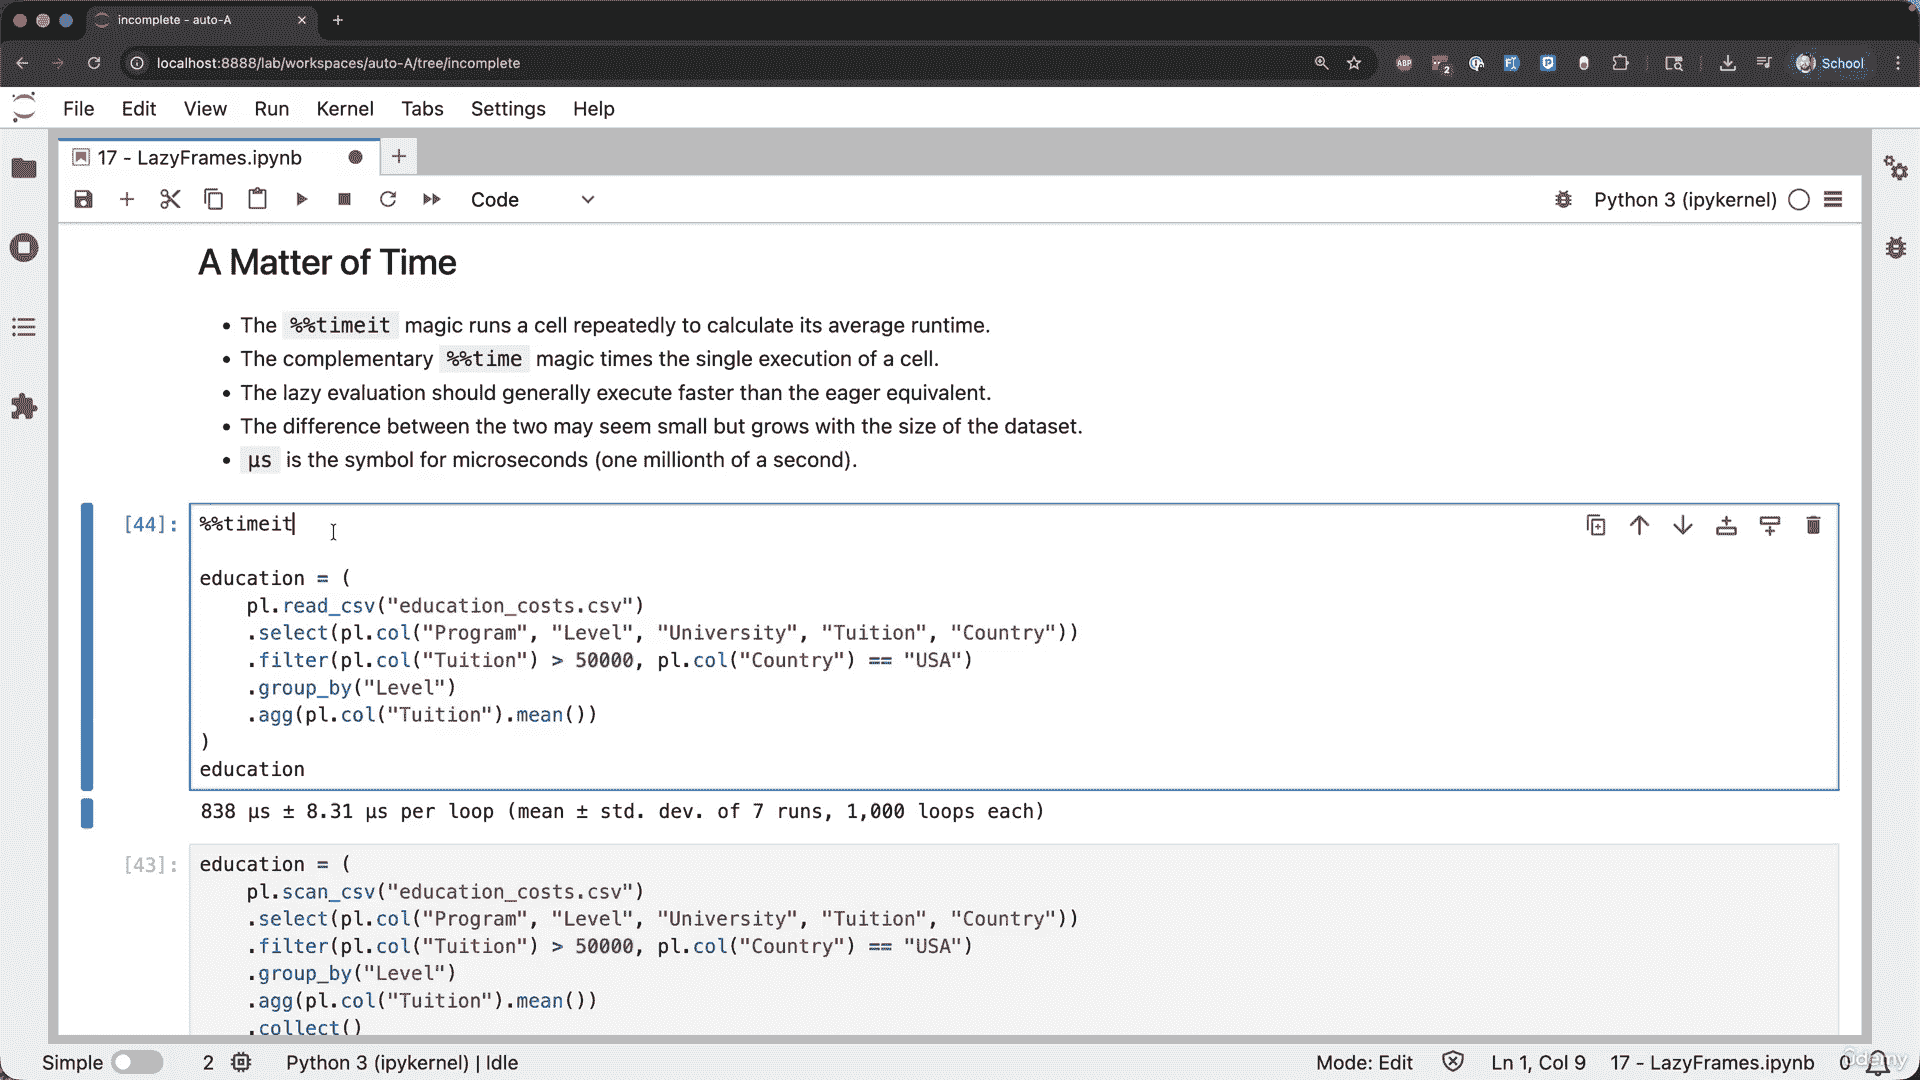 incomplete - auto-A
localhost:8888/lab/workspaces/auto-A/tree/incomplete
ABP
2
School
File Edit View Run Kernel Tabs Settings Help
17 - LazyFrames.ipynb
Code
Python 3 (ipykernel)
A Matter of Time
• The %%timeit magic runs a cell repeatedly to calculate its average runtime.
• The complementary %%time magic times the single execution of a cell.
• The lazy evaluation should generally execute faster than the eager equivalent.
• The difference between the two may seem small but grows with the size of the dataset.
• µs is the symbol for microseconds (one millionth of a second).
[44]: %%timeit
education = (
    pl.read_csv("education_costs.csv")
    .select(pl.col("Program", "Level", "University", "Tuition", "Country"))
    .filter(pl.col("Tuition") > 50000, pl.col("Country") == "USA")
    .group_by("Level")
    .agg(pl.col("Tuition").mean())
)
education
838 µs ± 8.31 µs per loop (mean ± std. dev. of 7 runs, 1,000 loops each)
[43]: education = (
    pl.scan_csv("education_costs.csv")
    .select(pl.col("Program", "Level", "University", "Tuition", "Country"))
    .filter(pl.col("Tuition") > 50000, pl.col("Country") == "USA")
    .group_by("Level")
    .agg(pl.col("Tuition").mean())
    .collect()
Simple 2 Python 3 (ipykernel) | Idle Mode: Edit Ln 1, Col 9 17 - LazyFrames.ipynb 0
udemy